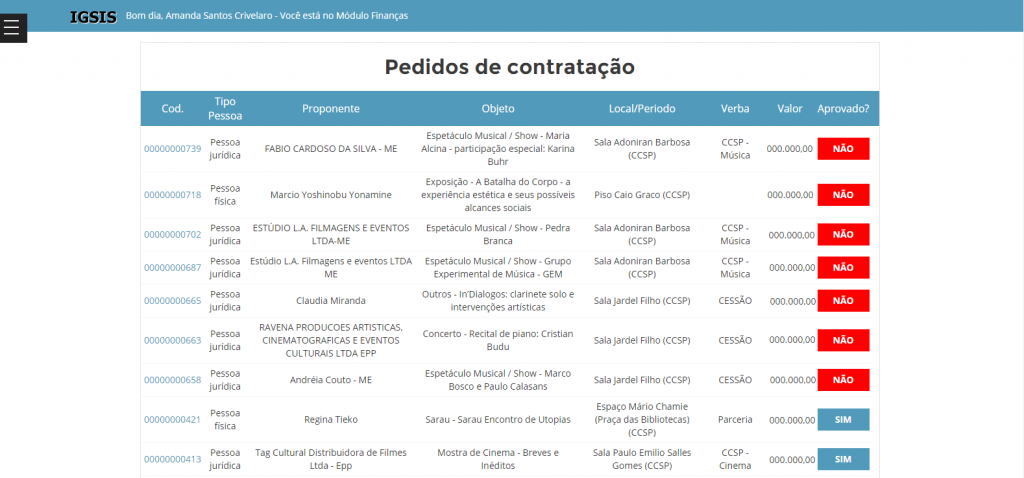 IGSIS Bom dia, Amanda Santos Crivelaro - Você está no Módulo Finanças
Pedidos de contratação
Cod. Tipo Pessoa Proponente Objeto Local/Periodo Verba Valor Aprovado?
00000000739 Pessoa jurídica FABIO CARDOSO DA SILVA - ME Espetáculo Musical / Show - Maria Alcina - participação especial: Karina Buhr Sala Adoniran Barbosa (CCSP) CCSP - Música 000.000,00 NÃO
00000000718 Pessoa física Marcio Yoshinobu Yonamine Exposição - A Batalha do Corpo - a experiência estética e seus possíveis alcances sociais Piso Caio Graco (CCSP) 000.000,00 NÃO
00000000702 Pessoa jurídica ESTÚDIO L.A. FILMAGENS E EVENTOS LTDA-ME Espetáculo Musical / Show - Pedra Branca Sala Adoniran Barbosa (CCSP) CCSP - Música 000.000,00 NÃO
00000000687 Pessoa jurídica Estúdio L.A. Filmagens e eventos LTDA ME Espetáculo Musical / Show - Grupo Experimental de Música - GEM Sala Adoniran Barbosa (CCSP) CCSP - Música 000.000,00 NÃO
00000000665 Pessoa jurídica Claudia Miranda Outros - In'Dialogos: clarinete solo e intervenções artísticas Sala Jardel Filho (CCSP) CESSÃO 000.000,00 NÃO
00000000663 Pessoa jurídica RAVENA PRODUCOES ARTISTICAS, CINEMATOGRAFICAS E EVENTOS CULTURAIS LTDA EPP Concerto - Recital de piano: Cristian Budu Sala Jardel Filho (CCSP) CESSÃO 000.000,00 NÃO
00000000658 Pessoa jurídica Andréia Couto - ME Espetáculo Musical / Show - Marco Bosco e Paulo Calasans Sala Jardel Filho (CCSP) CESSÃO 000.000,00 NÃO
00000000421 Pessoa física Regina Tieko Sarau - Sarau Encontro de Utopias Espaço Mário Chamie (Praça das Bibliotecas) (CCSP) Parceria 000.000,00 SIM
00000000413 Pessoa jurídica Tag Cultural Distribuidora de Filmes Ltda - Epp Mostra de Cinema - Breves e Inéditos Sala Paulo Emilio Salles Gomes (CCSP) CCSP - Cinema 000.000,00 SIM